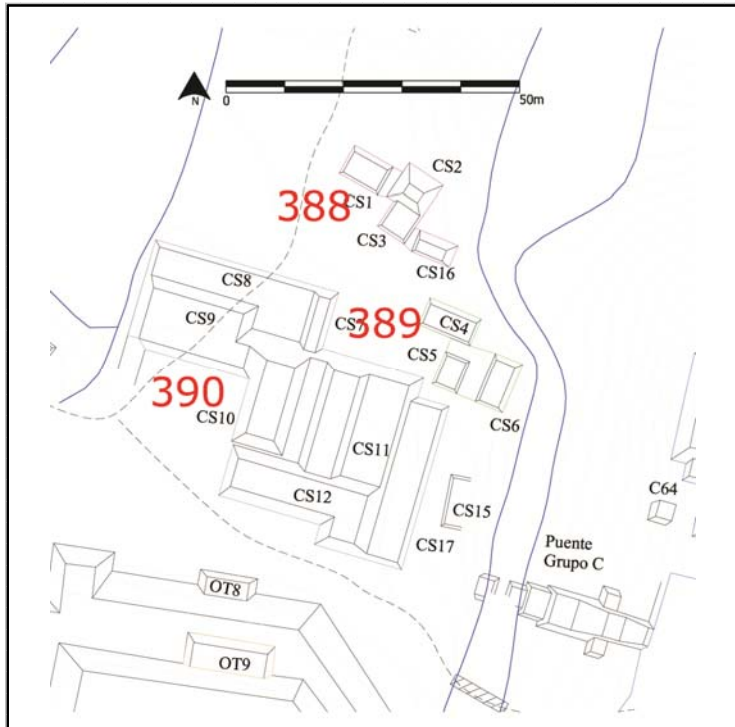 N
0
50m
CS2
CS1
388
CS3
CS16
CS8
CS7
389
CS4
CS9
CS5
390
CS10
CS6
CS11
CS12
CS15
C64
CS17
Puente
Grupo C
OT8
OT9